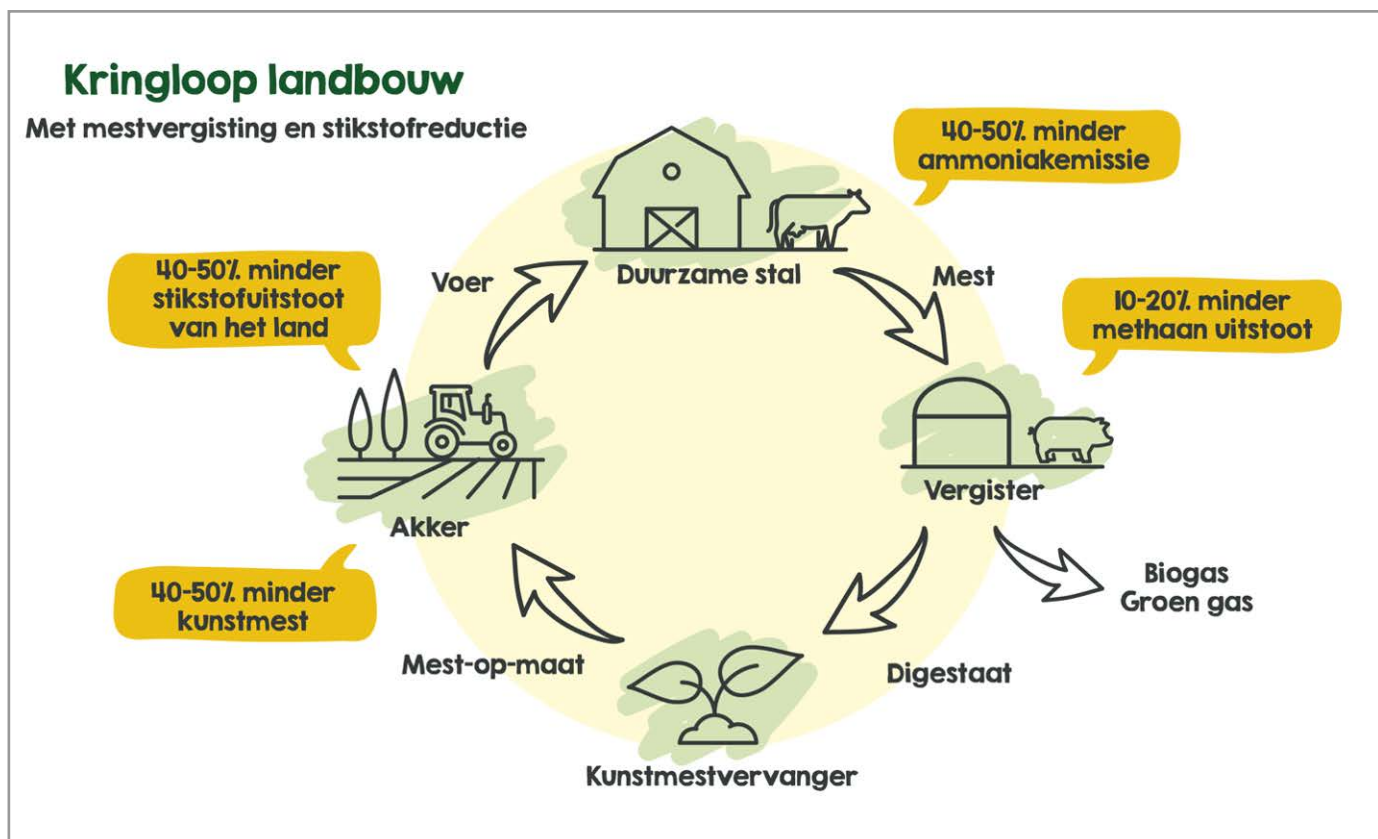 Kringloop landbouw
Met mestvergisting en stikstofreductie
40-50% minder
ammoniakemissie
40-50% minder
stikstofuitstoot
van het land
Voer
Duurzame stal
Mest
10-20% minder
methaan uitstoot
Vergister
Akker
Biogas
Groen gas
40-50% minder
kunstmest
Mest-op-maat
Digestaat
Kunstmestvervanger